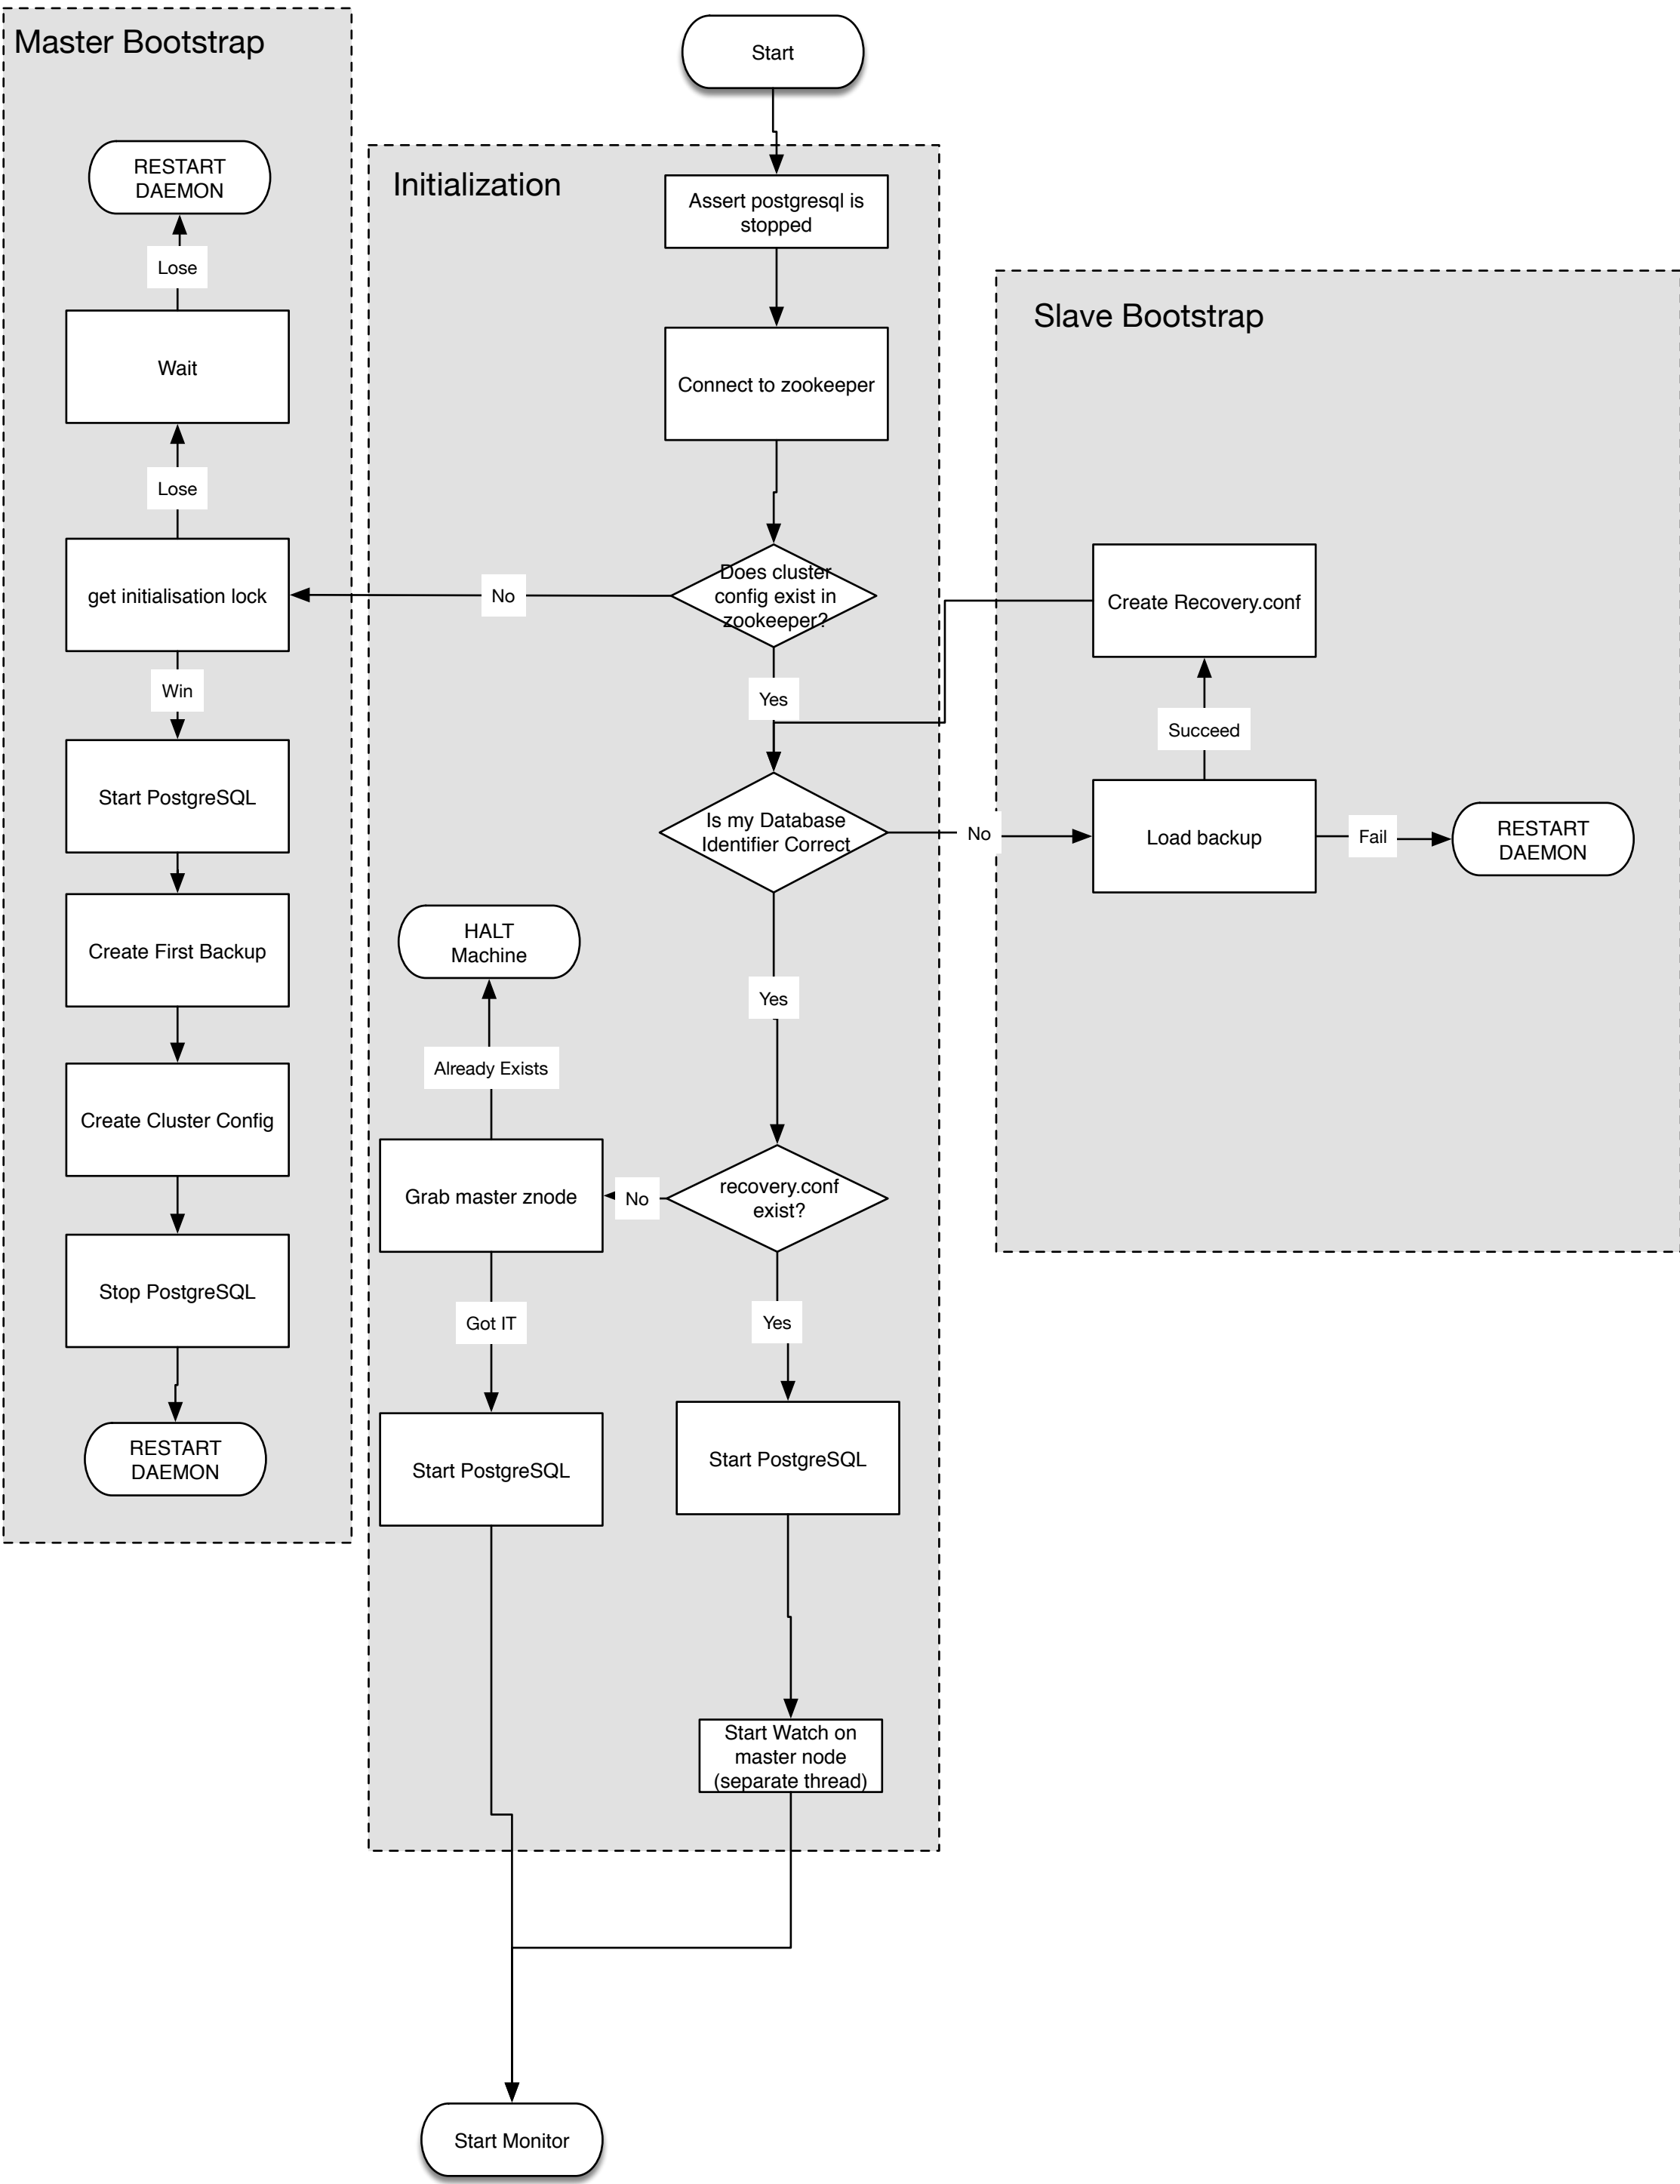 Master Bootstrap
RESTART
DAEMON
Lose
Wait
Lose
get initialisation lock
Win
Start PostgreSQL
Create First Backup
Create Cluster Config
Stop PostgreSQL
RESTART
DAEMON
Start
Initialization
Assert postgresql is
stopped
Connect to zookeeper
Does cluster
config exist in
zookeeper?
No
Yes
Is my Database
Identifier Correct
No
Yes
HALT
Machine
Already Exists
Grab master znode
No
recovery.conf
exist?
Got IT
Yes
Start PostgreSQL
Start PostgreSQL
Start Watch on
master node
(separate thread)
Start Monitor
Slave Bootstrap
Create Recovery.conf
Succeed
Load backup
Fail
RESTART
DAEMON